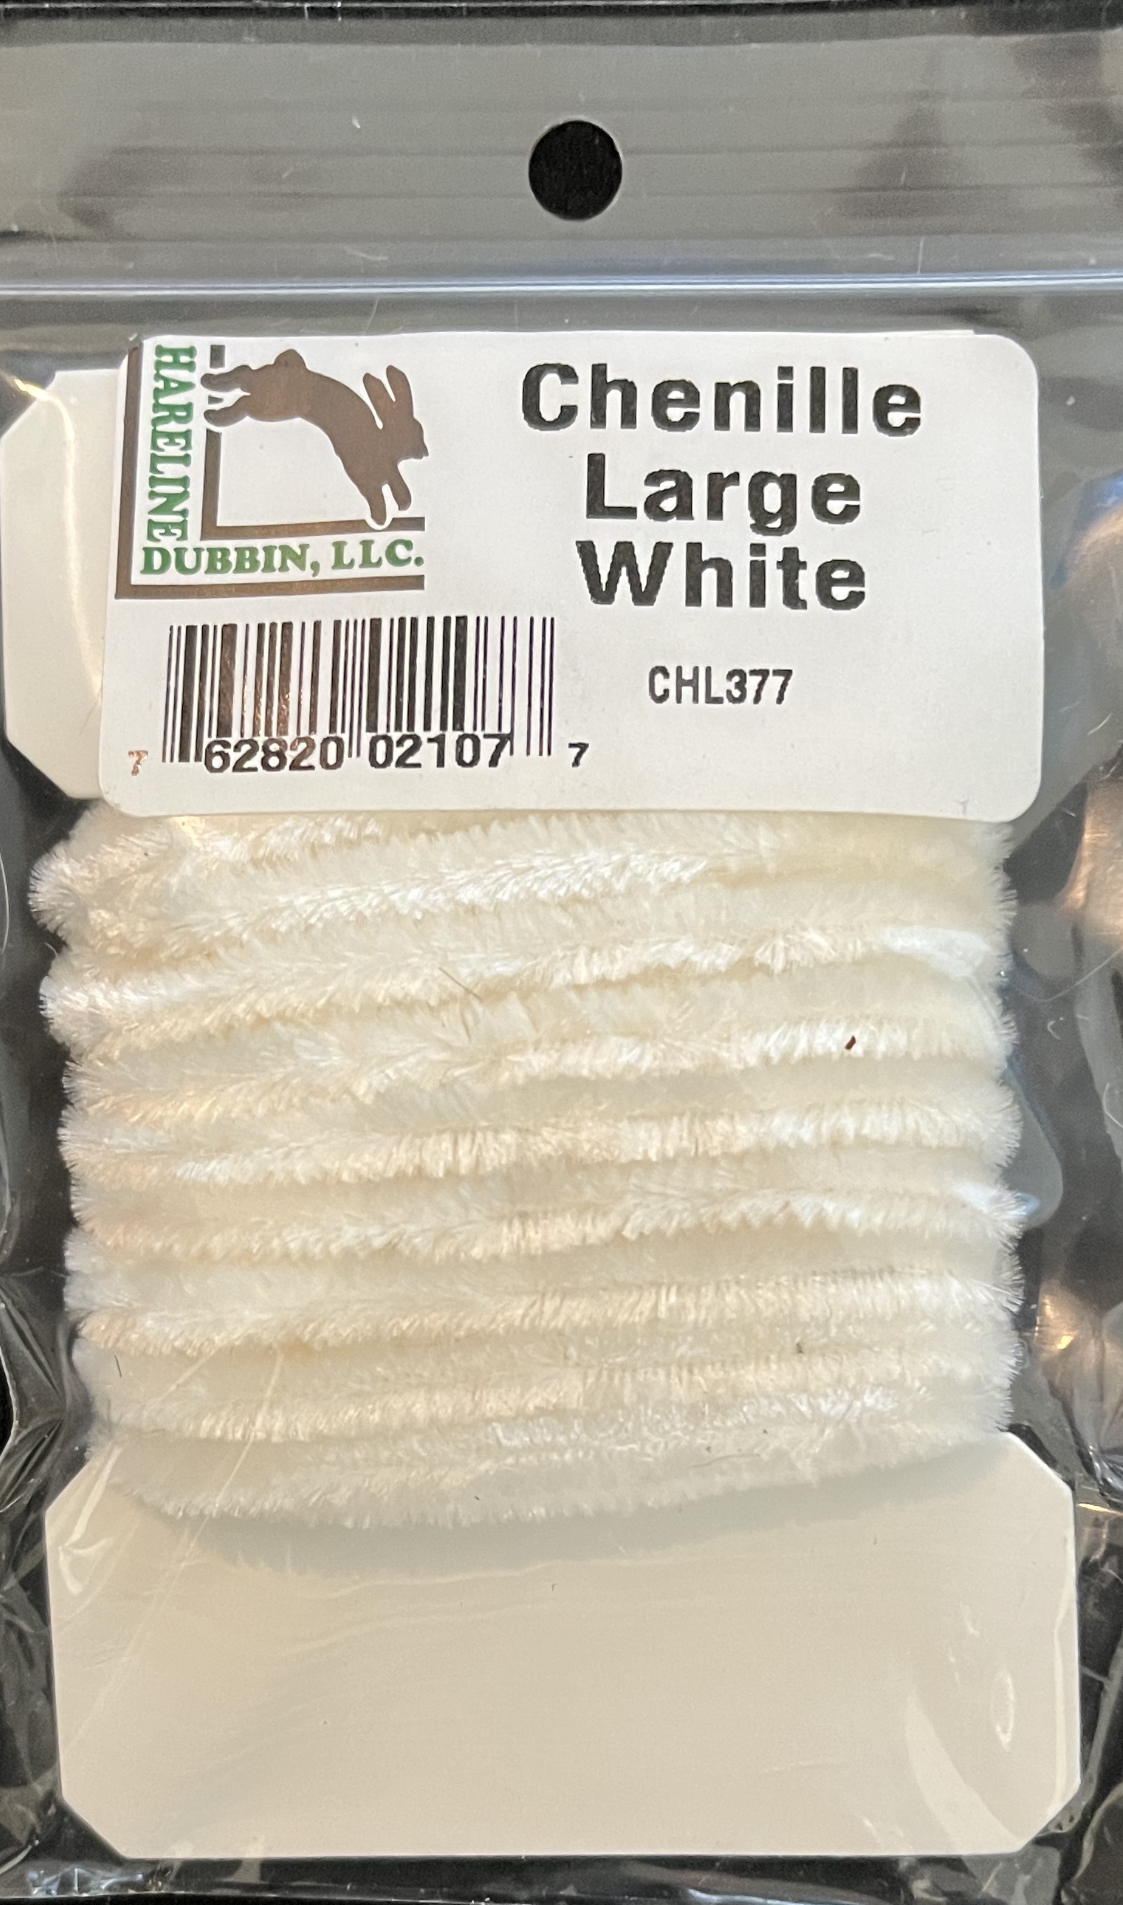 HARELINE
DUBBIN, LLC.
Chenille
Large
White
CHL377
7 62820 02107 7